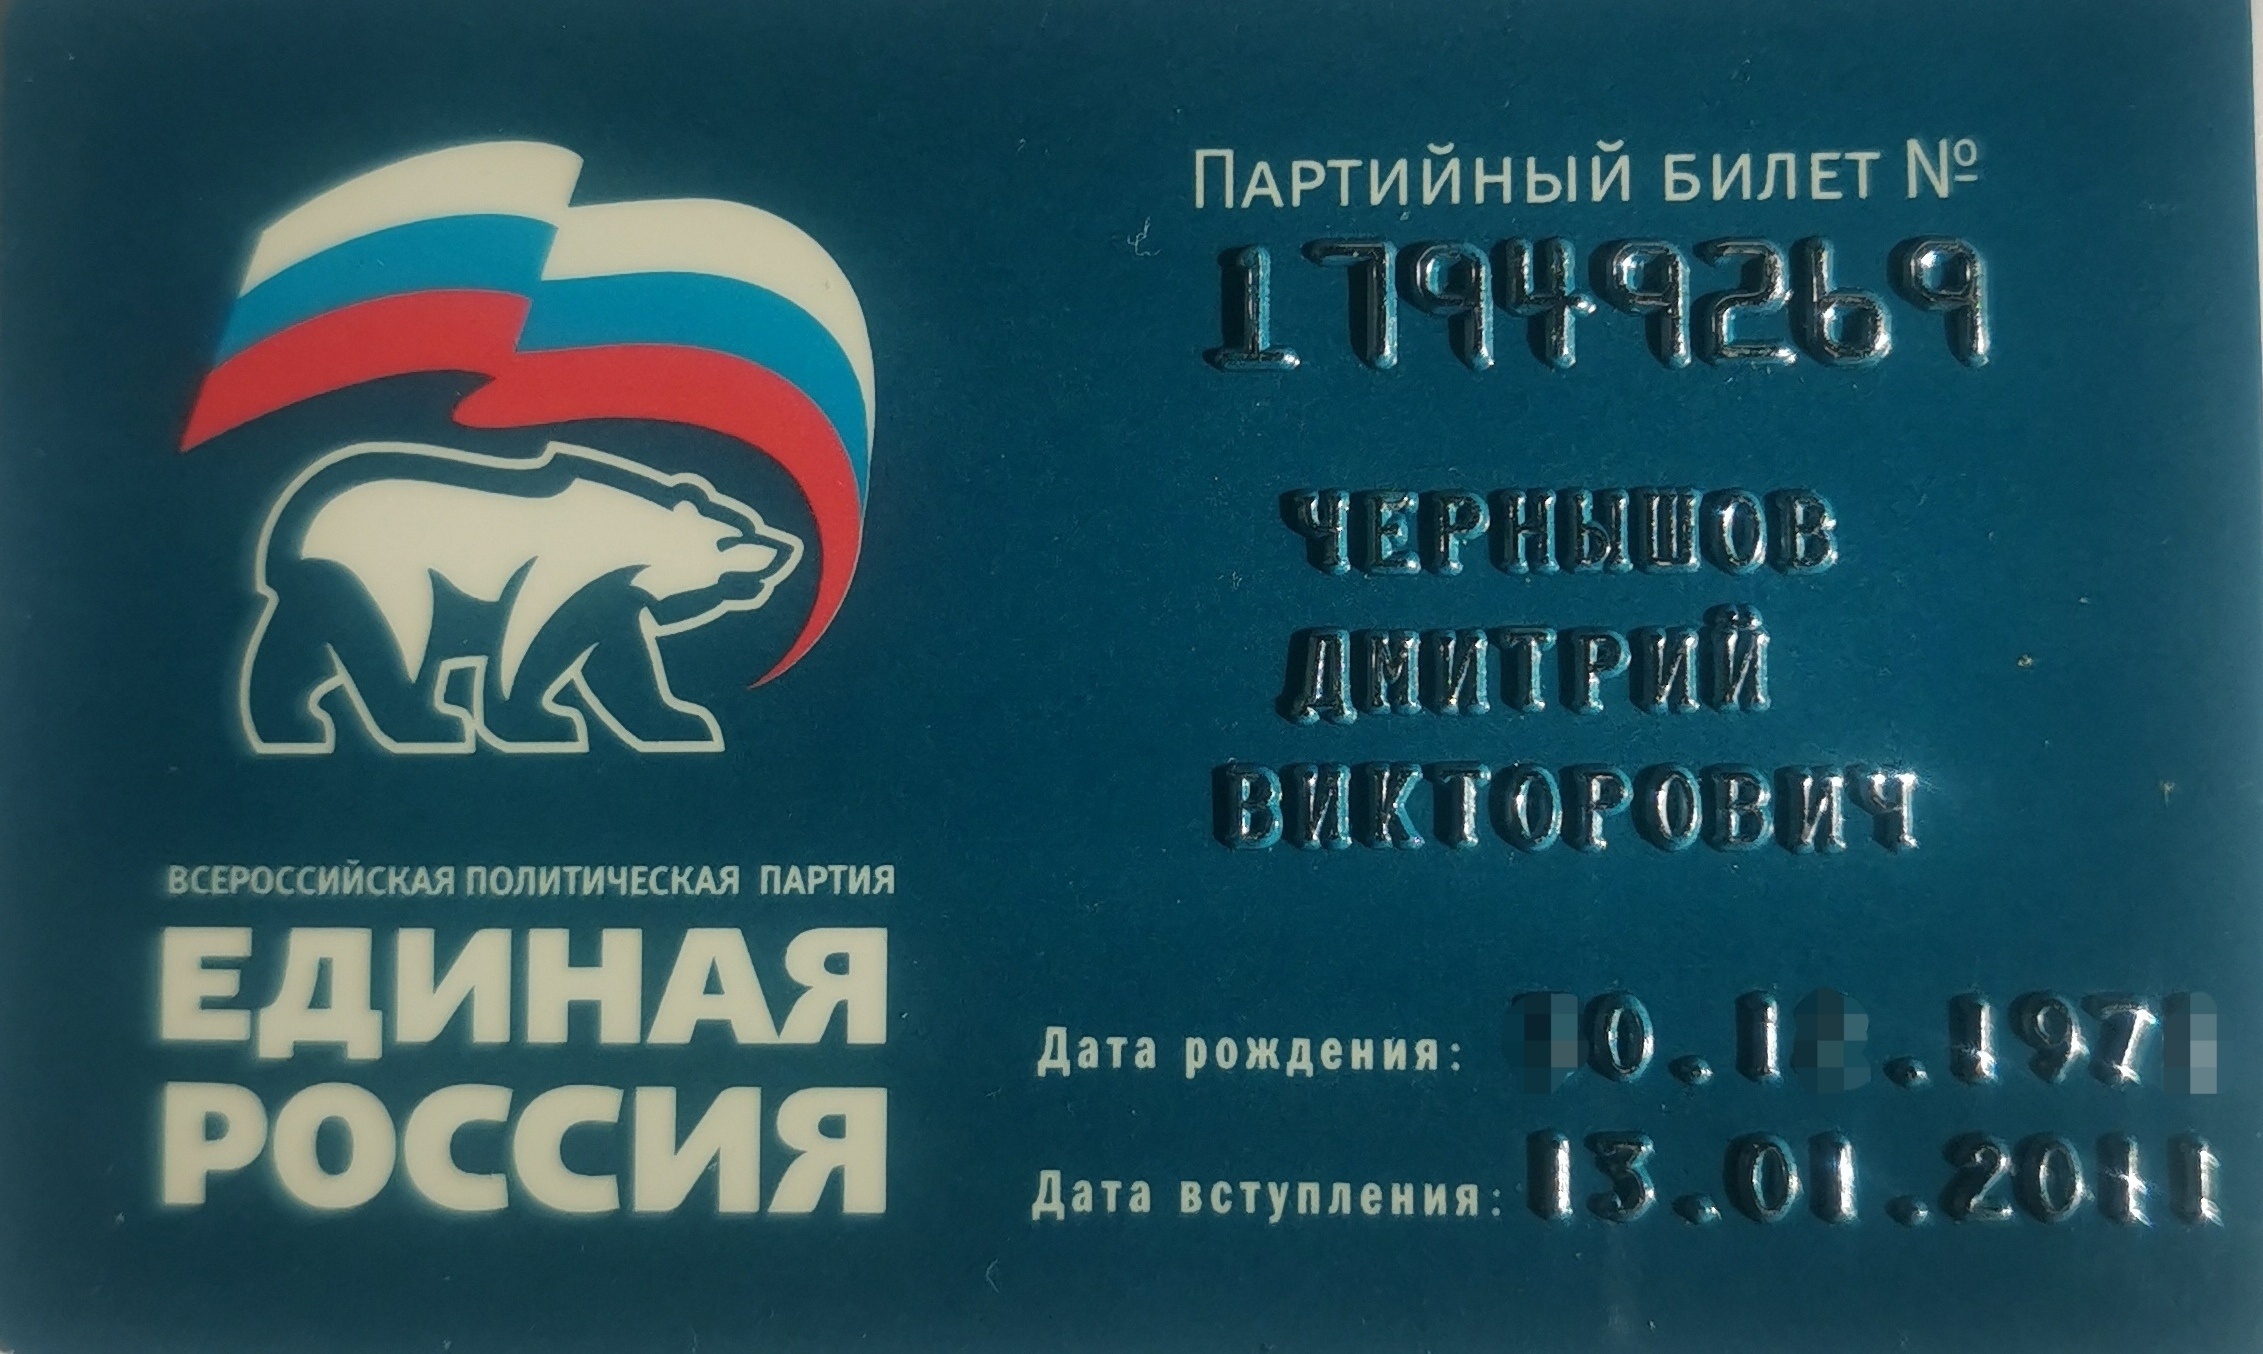 ВСЕРОССИЙСКАЯ ПОЛИТИЧЕСКАЯ ПАРТИЯ
ЕДИНАЯ
РОССИЯ
ПАРТИЙНЫЙ БИЛЕТ №
17949269
ЧЕРНЫШОВ
ДМИТРИЙ
ВИКТОРОВИЧ
Дата рождения:
Дата вступления: 13.01.2011